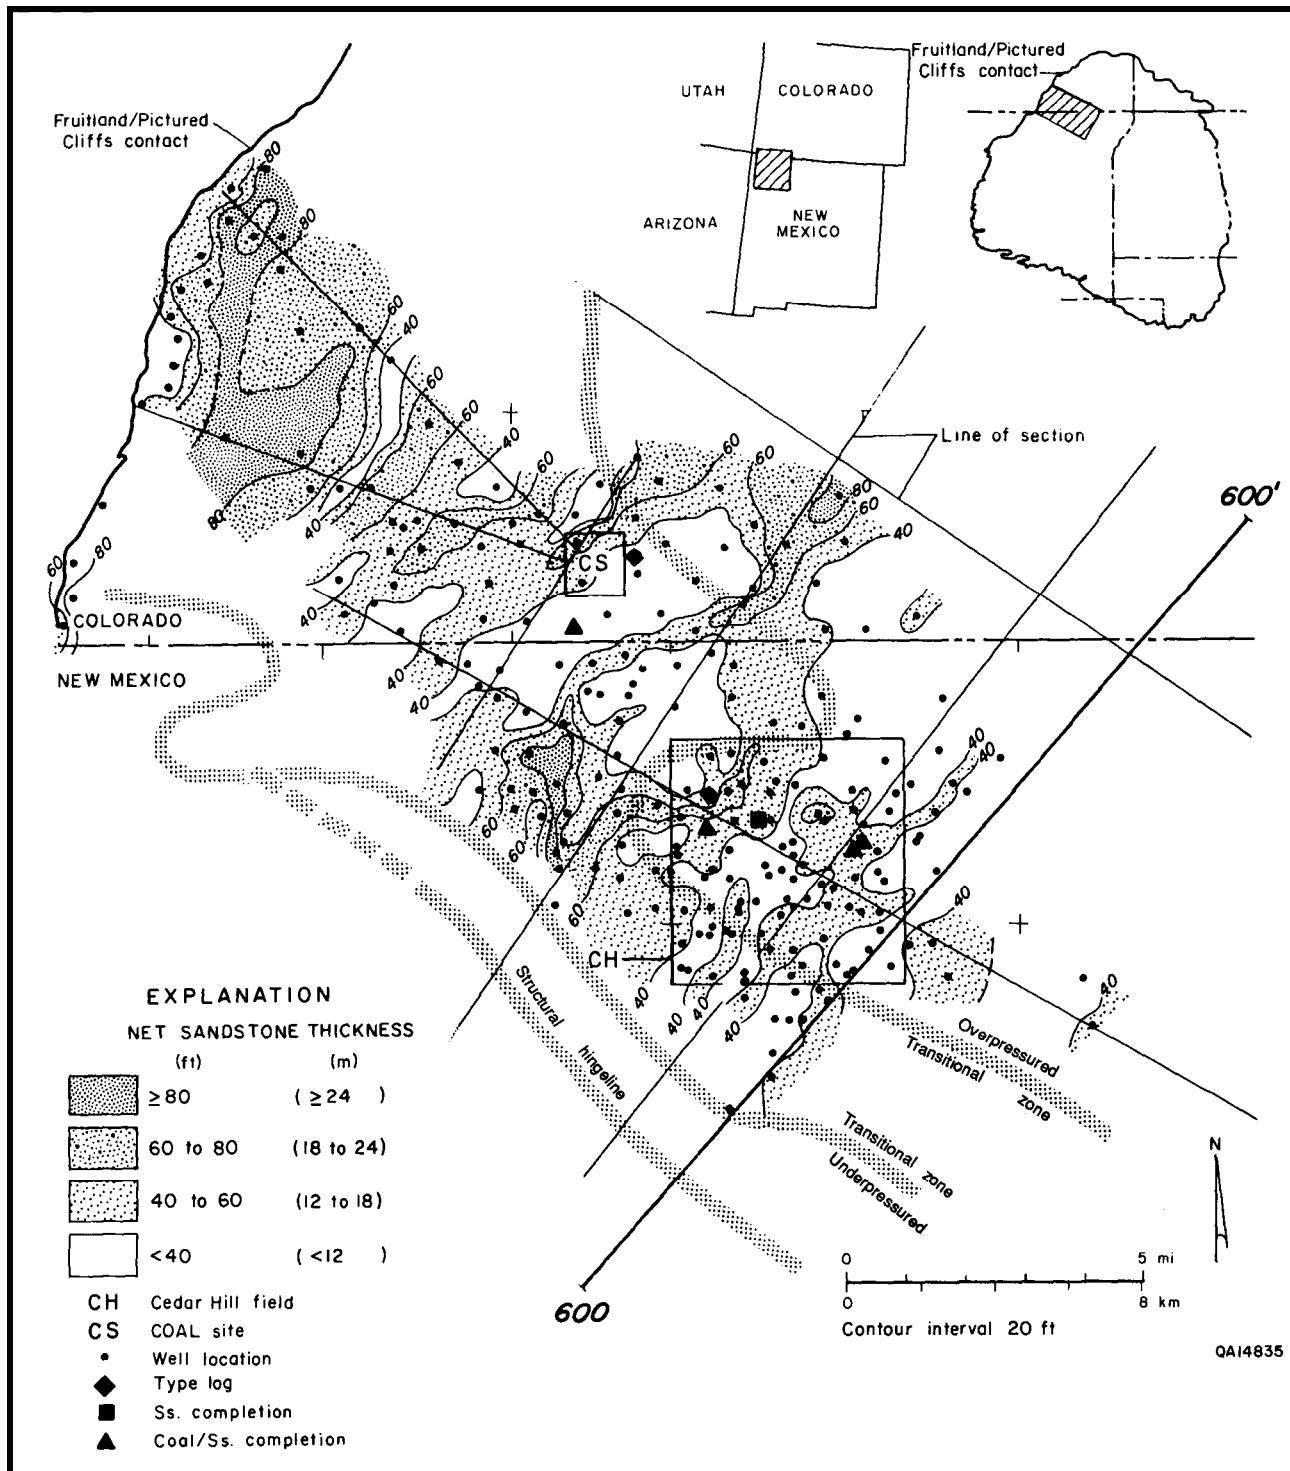 Fruitland/Pictured
Cliffs contact
UTAH
COLORADO
ARIZONA
NEW
MEXICO
Fruitland/Pictured
Cliffs contact
80
80
60
40
60
60
40
60
60
60
80
60
40
80
40
60
80
40
40
40
Line of section
600'
CS
COLORADO
NEW MEXICO
40
40
60
60
60
40
40
40
40
40
40
40
CH
Structural hingeline
Overpressured
Transitional zone
Transitional zone
Underpressured
600
EXPLANATION
NET SANDSTONE THICKNESS
(ft) (m)
≥80 ( ≥24 )
60 to 80 (18 to 24)
40 to 60 (12 to 18)
<40 ( <12 )
CH Cedar Hill field
CS COAL site
Well location
Type log
Ss. completion
Coal/Ss. completion
N
0 5 mi
0 8 km
Contour interval 20 ft
QA14835